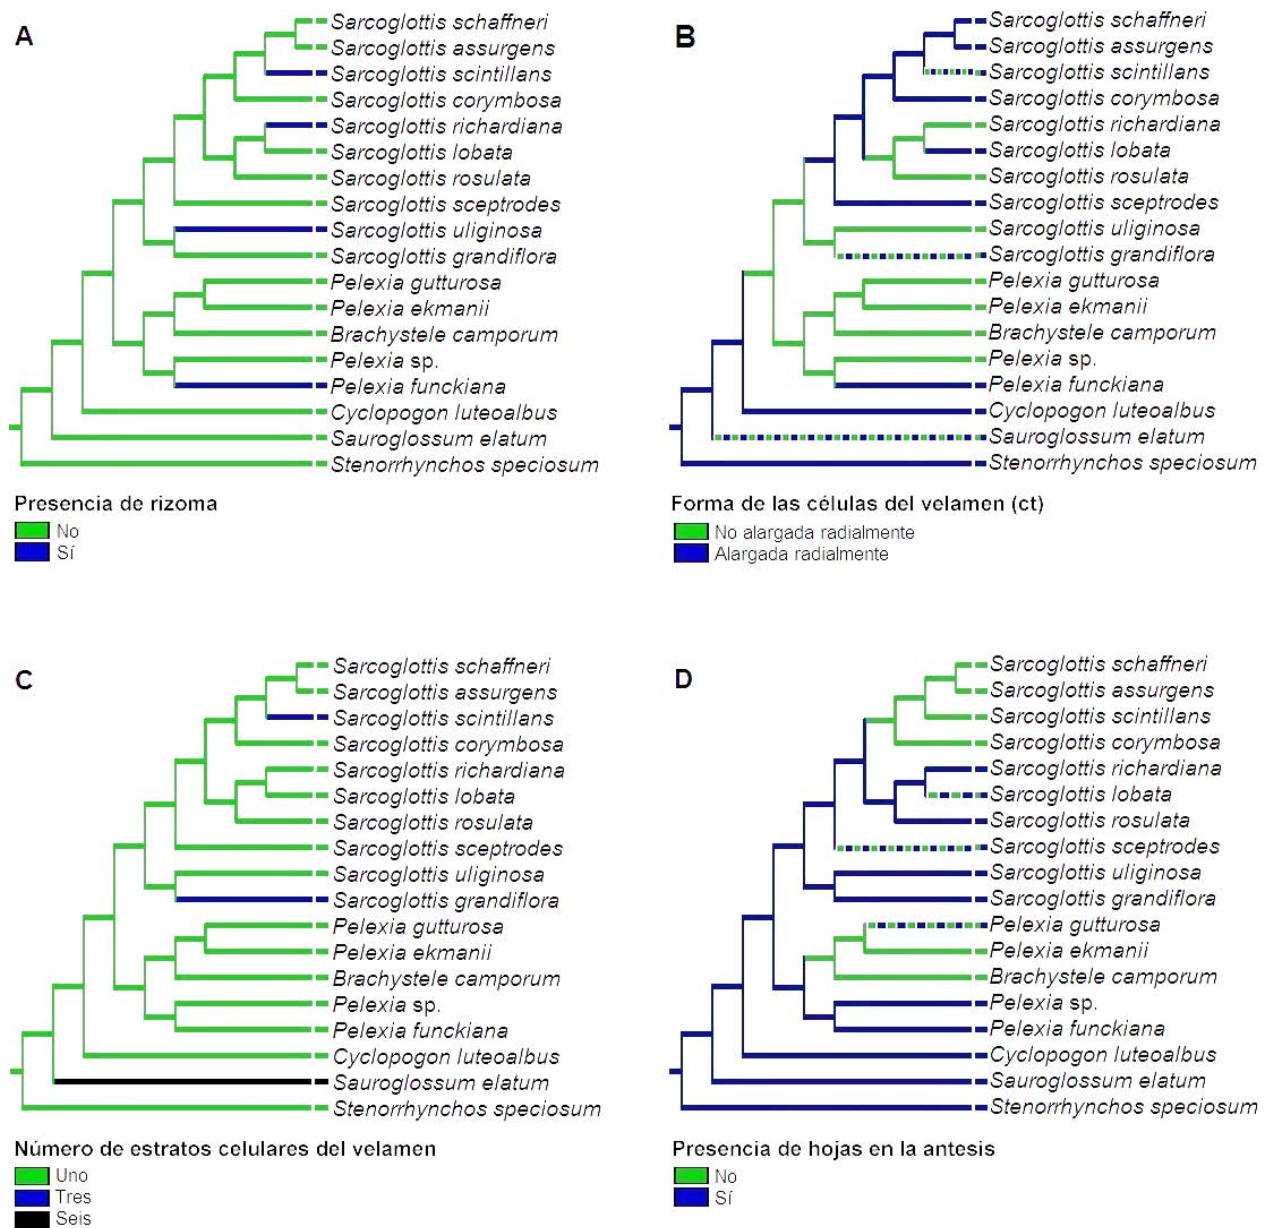 A
Sarcoglottis schaffneri
Sarcoglottis assurgens
Sarcoglottis scintillans
Sarcoglottis corymbosa
Sarcoglottis richardiana
Sarcoglottis lobata
Sarcoglottis rosulata
Sarcoglottis sceptrodes
Sarcoglottis uliginosa
Sarcoglottis grandiflora
Pelexia gutturosa
Pelexia ekmanii
Brachystele camporum
Pelexia sp.
Pelexia funckiana
Cyclopogon luteoalbus
Sauroglossum elatum
Stenorrhynchos speciosum
Presencia de rizoma
No
Sí
B
Sarcoglottis schaffneri
Sarcoglottis assurgens
Sarcoglottis scintillans
Sarcoglottis corymbosa
Sarcoglottis richardiana
Sarcoglottis lobata
Sarcoglottis rosulata
Sarcoglottis sceptrodes
Sarcoglottis uliginosa
Sarcoglottis grandiflora
Pelexia gutturosa
Pelexia ekmanii
Brachystele camporum
Pelexia sp.
Pelexia funckiana
Cyclopogon luteoalbus
Sauroglossum elatum
Stenorrhynchos speciosum
Forma de las células del velamen (ct)
No alargada radialmente
Alargada radialmente
C
Sarcoglottis schaffneri
Sarcoglottis assurgens
Sarcoglottis scintillans
Sarcoglottis corymbosa
Sarcoglottis richardiana
Sarcoglottis lobata
Sarcoglottis rosulata
Sarcoglottis sceptrodes
Sarcoglottis uliginosa
Sarcoglottis grandiflora
Pelexia gutturosa
Pelexia ekmanii
Brachystele camporum
Pelexia sp.
Pelexia funckiana
Cyclopogon luteoalbus
Sauroglossum elatum
Stenorrhynchos speciosum
Número de estratos celulares del velamen
Uno
Tres
Seis
D
Sarcoglottis schaffneri
Sarcoglottis assurgens
Sarcoglottis scintillans
Sarcoglottis corymbosa
Sarcoglottis richardiana
Sarcoglottis lobata
Sarcoglottis rosulata
Sarcoglottis sceptrodes
Sarcoglottis uliginosa
Sarcoglottis grandiflora
Pelexia gutturosa
Pelexia ekmanii
Brachystele camporum
Pelexia sp.
Pelexia funckiana
Cyclopogon luteoalbus
Sauroglossum elatum
Stenorrhynchos speciosum
Presencia de hojas en la antesis
No
Sí